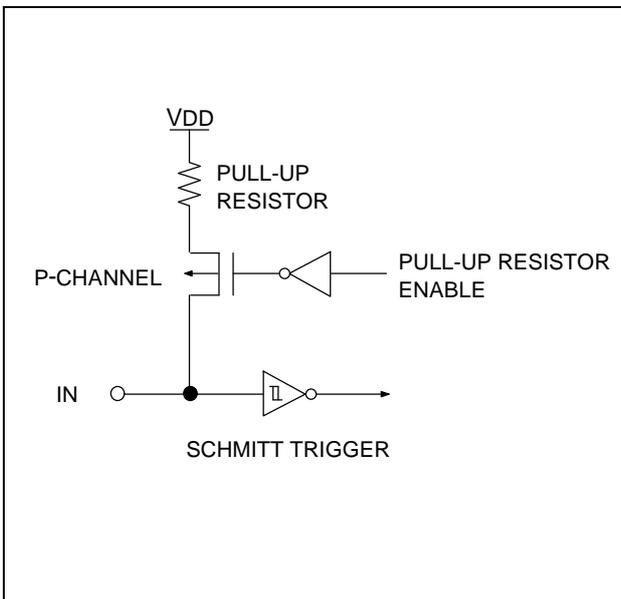 VDD
PULL-UP
RESISTOR
P-CHANNEL
PULL-UP RESISTOR
ENABLE
IN
SCHMITT TRIGGER